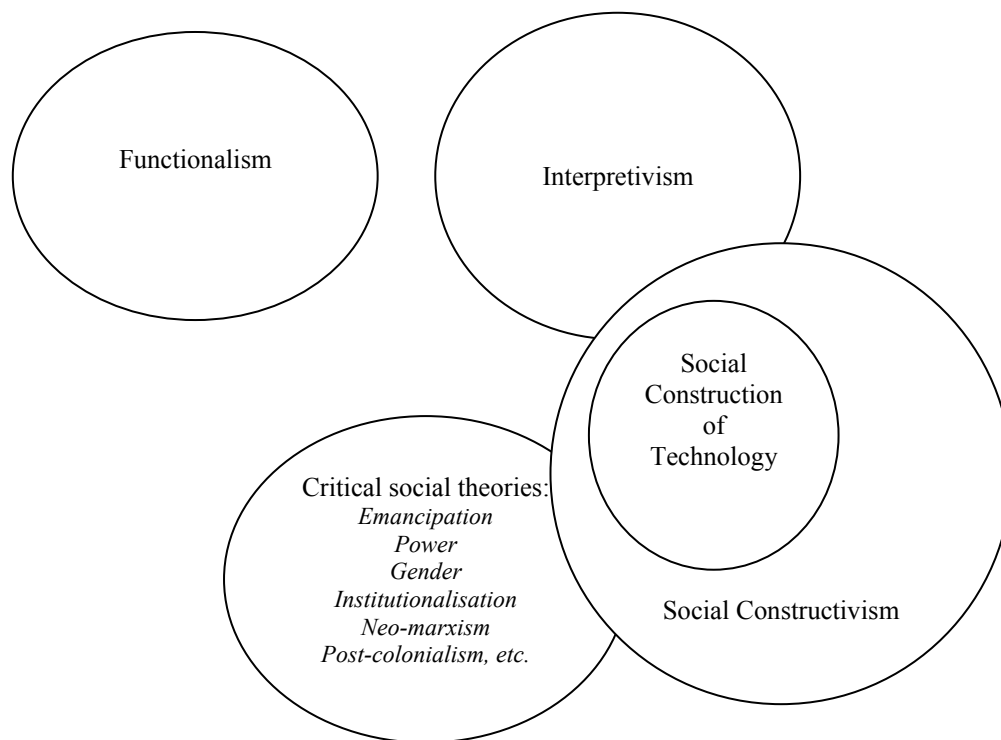 Functionalism
Interpretivism
Social
Construction
of
Technology
Critical social theories:
Emancipation
Power
Gender
Institutionalisation
Neo-marxism
Post-colonialism, etc.
Social Constructivism